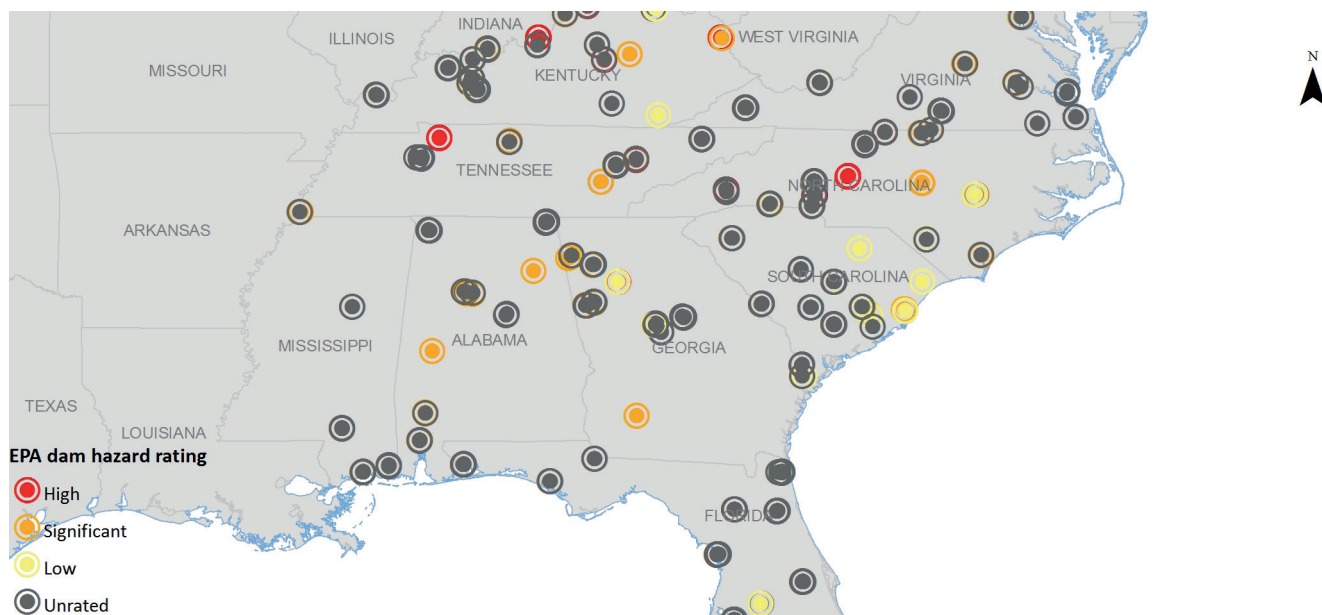 INDIANA
ILLINOIS
WEST VIRGINIA
N
MISSOURI
KENTUCKY
VIRGINIA
TENNESSEE
NORTH CAROLINA
ARKANSAS
SOUTH CAROLINA
MISSISSIPPI
ALABAMA
GEORGIA
TEXAS
LOUISIANA
EPA dam hazard rating
High
FLORIDA
Significant
Low
Unrated